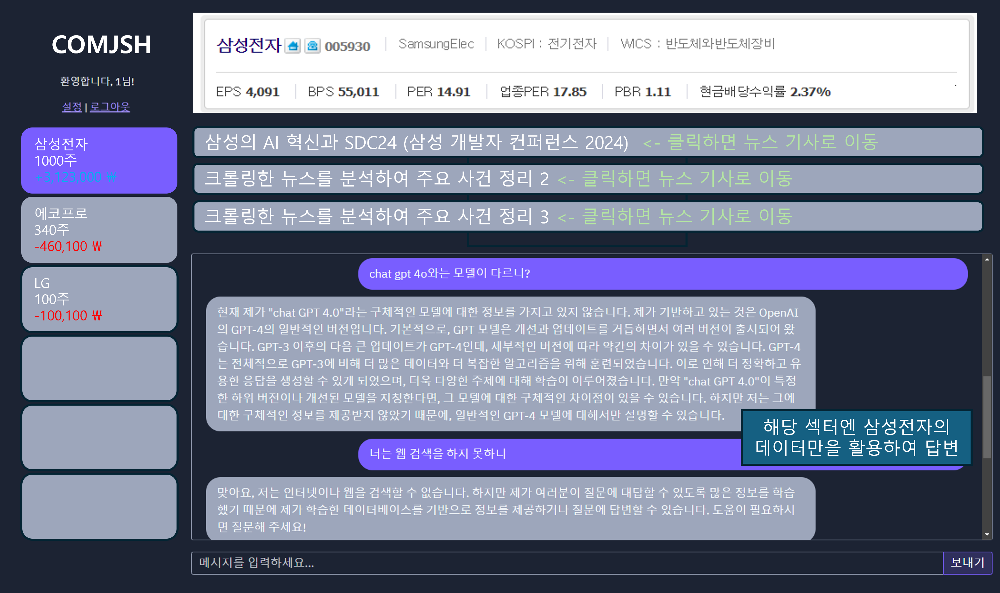 COMJSH
환영합니다, 1님!
설정 | 로그아웃
삼성전자
1000주
+3,123,000 ₩
에코프로
340주
-460,100 ₩
LG
100주
-100,100 ₩
삼성전자 005930 SamsungElec KOSPI : 전기전자 WICS : 반도체와반도체장비
EPS 4,091 BPS 55,011 PER 14.91 업종PER 17.85 PBR 1.11 현금배당수익률 2.37%
삼성의 AI 혁신과 SDC24 (삼성 개발자 컨퍼런스 2024) <- 클릭하면 뉴스 기사로 이동
크롤링한 뉴스를 분석하여 주요 사건 정리 2 <- 클릭하면 뉴스 기사로 이동
크롤링한 뉴스를 분석하여 주요 사건 정리 3 <- 클릭하면 뉴스 기사로 이동
chat gpt 4o와는 모델이 다르니?
현재 제가 "chat GPT 4.0"라는 구체적인 모델에 대한 정보를 가지고 있지 않습니다. 제가 기반하고 있는 것은 OpenAI
의 GPT-4의 일반적인 버전입니다. 기본적으로, GPT 모델은 개선과 업데이트를 거듭하면서 여러 버전이 출시되어 왔
습니다. GPT-3 이후의 다음 큰 업데이트가 GPT-4인데, 세부적인 버전에 따라 약간의 차이가 있을 수 있습니다. GPT-4
는 전체적으로 GPT-3에 비해 더 많은 데이터와 더 복잡한 알고리즘을 위해 훈련되었습니다. 이로 인해 더 정확하고 유
용한 응답을 생성할 수 있게 되었으며, 더욱 다양한 주제에 대해 학습이 이루어졌습니다. 만약 "chat GPT 4.0"이 특정
한 하위 버전이나 개선된 모델을 지칭한다면, 그 모델에 대한 구체적인 차이점이 있을 수 있습니다. 하지만 저는 그에
대한 구체적인 정보를 제공받지 않았기 때문에, 일반적인 GPT-4 모델에 대해서만 설명할 수 있습니다.
해당 섹터엔 삼성전자의
데이터만을 활용하여 답변
너는 웹 검색을 하지 못하니
맞아요, 저는 인터넷이나 웹을 검색할 수 없습니다. 하지만 제가 여러분이 질문에 대답할 수 있도록 많은 정보를 학습
했기 때문에 제가 학습한 데이터베이스를 기반으로 정보를 제공하거나 질문에 답변할 수 있습니다. 도움이 필요하시
면 질문해 주세요!
메시지를 입력하세요...
보내기